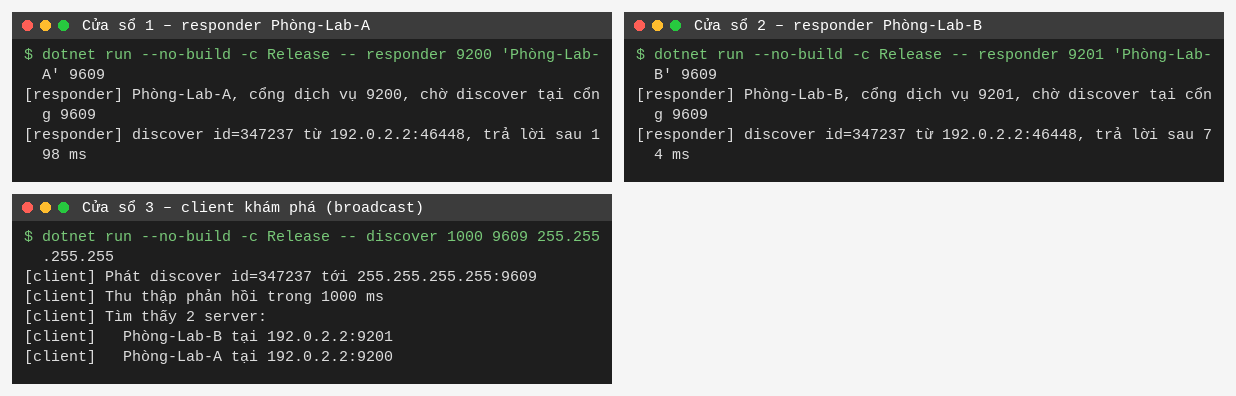 Cửa sổ 1 – responder Phòng-Lab-A
$ dotnet run --no-build -c Release -- responder 9200 'Phòng-Lab-
A' 9609
[responder] Phòng-Lab-A, cổng dịch vụ 9200, chờ discover tại cổn
g 9609
[responder] discover id=347237 từ 192.0.2.2:46448, trả lời sau 1
98 ms
Cửa sổ 2 – responder Phòng-Lab-B
$ dotnet run --no-build -c Release -- responder 9201 'Phòng-Lab-
B' 9609
[responder] Phòng-Lab-B, cổng dịch vụ 9201, chờ discover tại cổn
g 9609
[responder] discover id=347237 từ 192.0.2.2:46448, trả lời sau 7
4 ms
Cửa sổ 3 – client khám phá (broadcast)
$ dotnet run --no-build -c Release -- discover 1000 9609 255.255
.255.255
[client] Phát discover id=347237 tới 255.255.255.255:9609
[client] Thu thập phản hồi trong 1000 ms
[client] Tìm thấy 2 server:
[client]   Phòng-Lab-B tại 192.0.2.2:9201
[client]   Phòng-Lab-A tại 192.0.2.2:9200